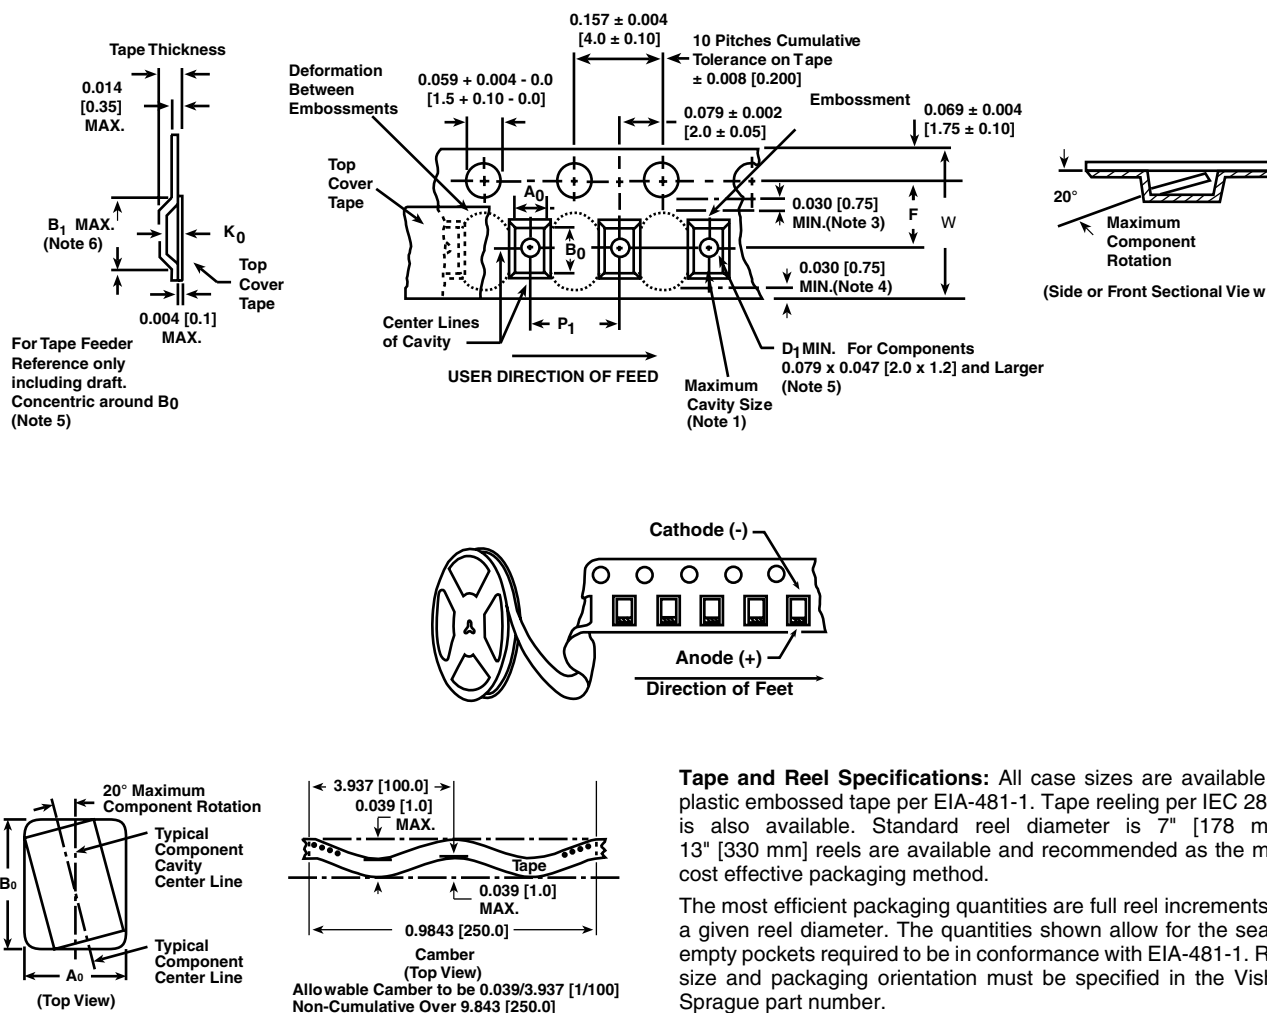 Tape Thickness
0.014
[0.35]
MAX.
B1 MAX.
(Note 6)
K0
Top
Cover
Tape
0.004 [0.1]
MAX.
For Tape Feeder
Reference only
including draft.
Concentric around B0
(Note 5)
Deformation
Between
Embossments
Top
Cover
Tape
0.059 + 0.004 - 0.0
[1.5 + 0.10 - 0.0]
0.157 ± 0.004
[4.0 ± 0.10]
10 Pitches Cumulative
Tolerance on Tape
± 0.008 [0.200]
0.079 ± 0.002
[2.0 ± 0.05]
Embossment
0.069 ± 0.004
[1.75 ± 0.10]
A0
B0
0.030 [0.75]
MIN.(Note 3)
F
W
0.030 [0.75]
MIN.(Note 4)
Center Lines
of Cavity
P1
USER DIRECTION OF FEED
Maximum
Cavity Size
(Note 1)
D1 MIN. For Components
0.079 x 0.047 [2.0 x 1.2] and Larger
(Note 5)
20°
Maximum
Component
Rotation
(Side or Front Sectional View
Cathode (-)
Anode (+)
Direction of Feet
20° Maximum
Component Rotation
Typical
Component
Cavity
Center Line
B0
A0
Typical
Component
Center Line
(Top View)
3.937 [100.0]
0.039 [1.0]
MAX.
Tape
0.039 [1.0]
MAX.
0.9843 [250.0]
Camber
(Top View)
Allowable Camber to be 0.039/3.937 [1/100]
Non-Cumulative Over 9.843 [250.0]
Tape and Reel Specifications: All case sizes are available
plastic embossed tape per EIA-481-1. Tape reeling per IEC 28
is also available. Standard reel diameter is 7" [178 m
13" [330 mm] reels are available and recommended as the m
cost effective packaging method.
The most efficient packaging quantities are full reel increments
a given reel diameter. The quantities shown allow for the sea
empty pockets required to be in conformance with EIA-481-1. R
size and packaging orientation must be specified in the Vish
Sprague part number.